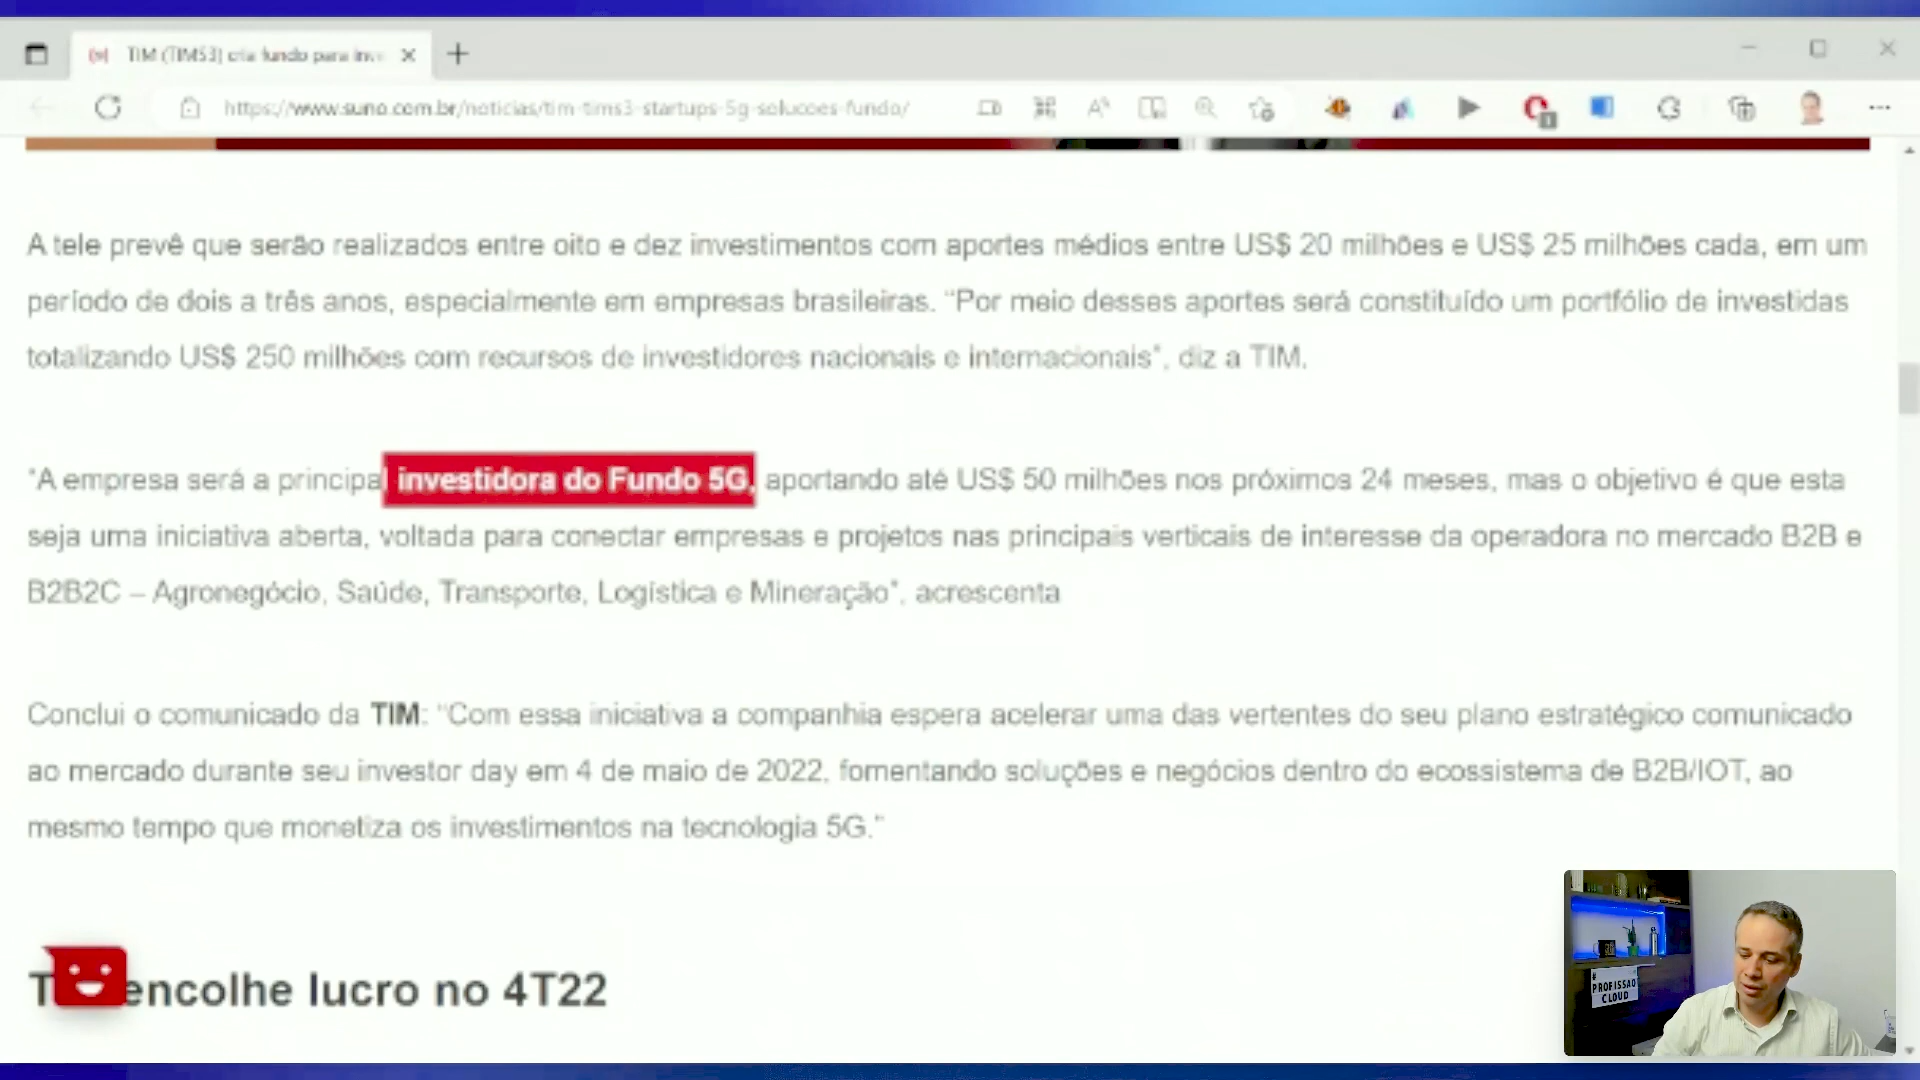 TIM (TIMS3) cria fundo para inve
https://www.suno.com.br/noticias/tim-tims3-startups-5g-solucoes-fundo/
A tele prevê que serão realizados entre oito e dez investimentos com aportes médios entre US$ 20 milhões e US$ 25 milhões cada, em um
período de dois a três anos, especialmente em empresas brasileiras. “Por meio desses aportes será constituído um portfólio de investidas
totalizando US$ 250 milhões com recursos de investidores nacionais e internacionais”, diz a TIM.
“A empresa será a principal investidora do Fundo 5G, aportando até US$ 50 milhões nos próximos 24 meses, mas o objetivo é que esta
seja uma iniciativa aberta, voltada para conectar empresas e projetos nas principais verticais de interesse da operadora no mercado B2B e
B2B2C – Agronegócio, Saúde, Transporte, Logística e Mineração”, acrescenta
Conclui o comunicado da TIM: “Com essa iniciativa a companhia espera acelerar uma das vertentes do seu plano estratégico comunicado
ao mercado durante seu investor day em 4 de maio de 2022, fomentando soluções e negócios dentro do ecossistema de B2B/IOT, ao
mesmo tempo que monetiza os investimentos na tecnologia 5G.”
encolhe lucro no 4T22
PROFISSAO
CLOUD